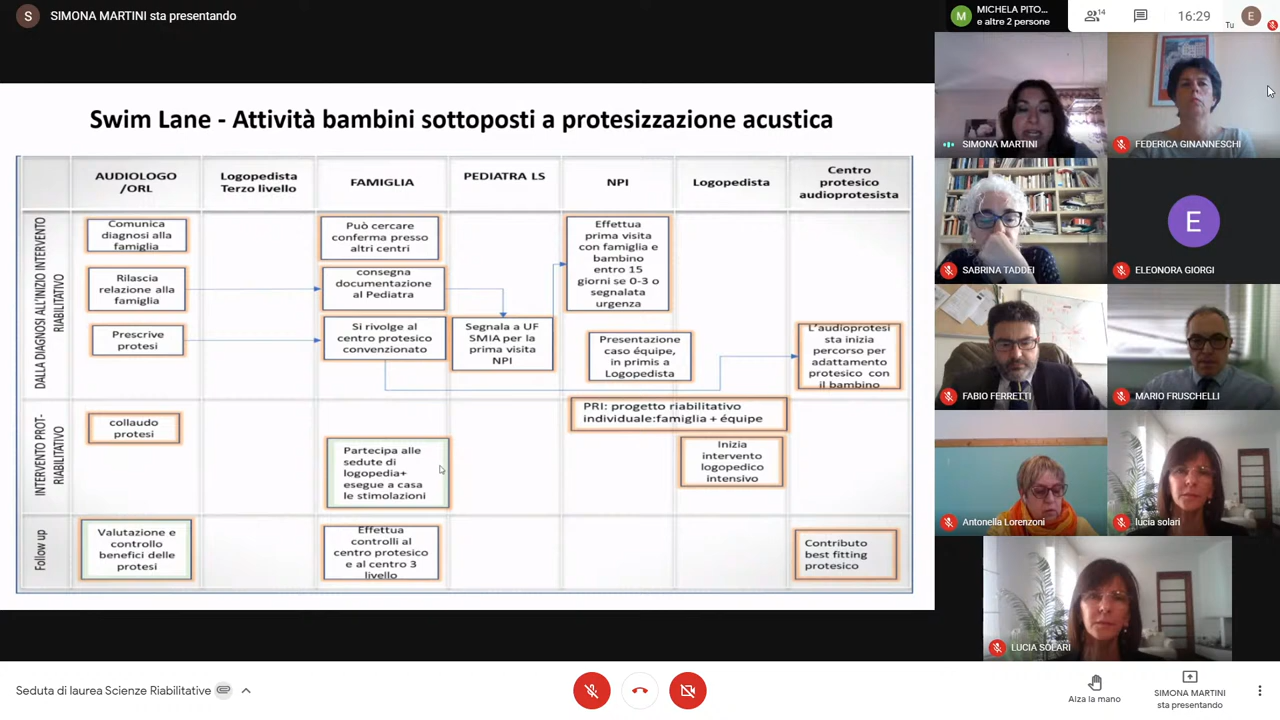 S SIMONA MARTINI sta presentando
M MICHELA PITO...
e altre 2 persone
14
16:29
Tu
E
Swim Lane - Attività bambini sottoposti a protesizzazione acustica
AUDIOLOGO
/ORL
Logopedista
Terzo livello
FAMIGLIA
PEDIATRA LS
NPI
Logopedista
Centro
protesico
audioprotesista
DALLA DIAGNOSI ALL'INIZIO INTERVENTO
RIABILITATIVO
Comunica
diagnosi alla
famiglia
Rilascia
relazione alla
famiglia
Prescrive
protesi
Può cercare
conferma presso
altri centri
consegna
documentazione
al Pediatra
Si rivolge al
centro protesico
convenzionato
Segnala a UF
SMIA per la
prima visita
NPI
Effettua
prima visita
con famiglia e
bambino
entro 15
giorni se 0-3 o
segnalata
urgenza
Presentazione
caso équipe,
in primis a
Logopedista
L'audioprotesi
sta inizia
percorso per
adattamento
protesico con
il bambino
INTERVENTO PROT-
RIABILITATIVO
collaudo
protesi
Partecipa alle
sedute di
logopedia+
esegue a casa
le stimolazioni
PRI: progetto riabilitativo
individuale:famiglia + équipe
Inizia
intervento
logopedico
intensivo
Follow up
Valutazione e
controllo
benefici delle
protesi
Effettua
controlli al
centro protesico
e al centro 3
livello
Contributo
best fitting
protesico
SIMONA MARTINI
FEDERICA GINANNESCHI
SABRINA TADDEI
E
ELEONORA GIORGI
FABIO FERRETTI
MARIO FRUSCHELLI
Antonella Lorenzoni
lucia solari
LUCIA SOLARI
Seduta di laurea Scienze Riabilitative
Alza la mano
SIMONA MARTINI
sta presentando